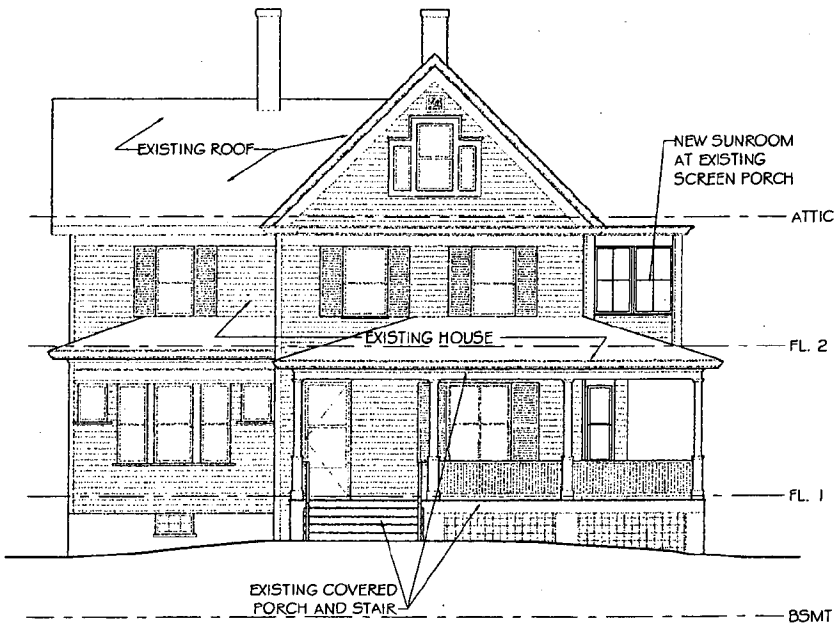 EXISTING ROOF
NEW SUNROOM
AT EXISTING
SCREEN PORCH
ATTIC
EXISTING HOUSE
FL. 2
FL. 1
EXISTING COVERED
PORCH AND STAIR
BSMT